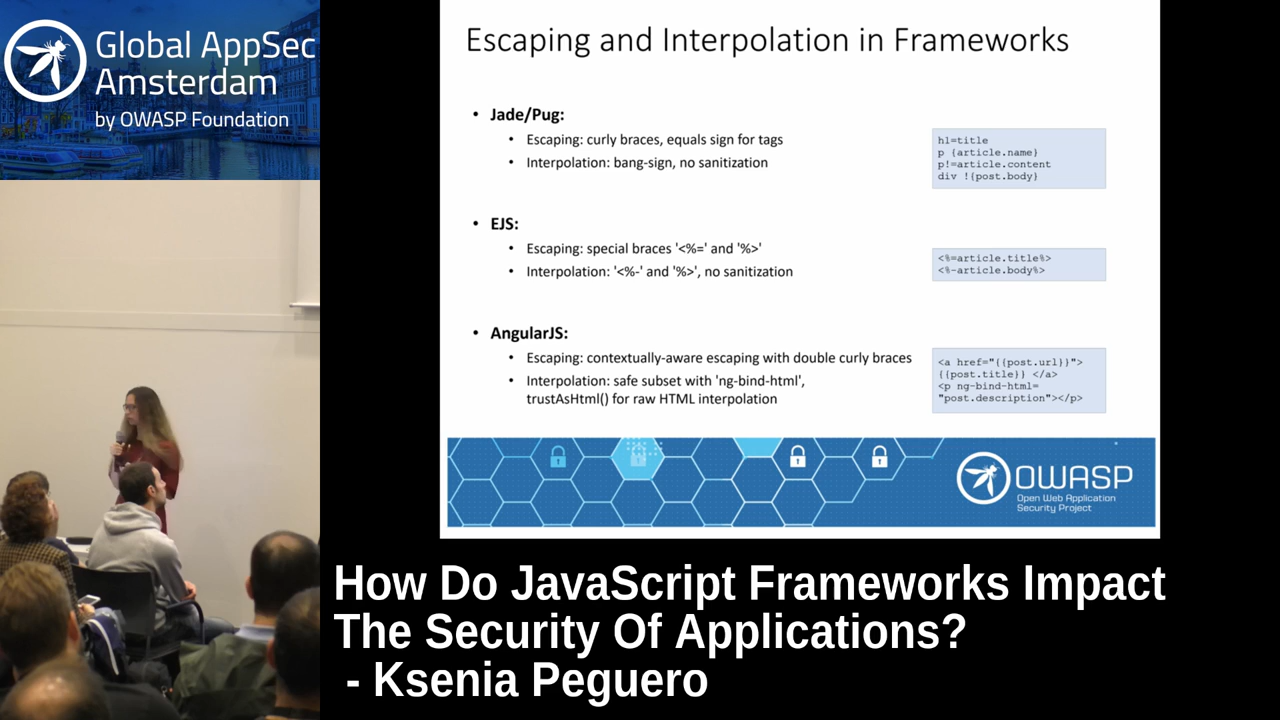 Global AppSec
Amsterdam
by OWASP Foundation
Escaping and Interpolation in Frameworks
• Jade/Pug:
• Escaping: curly braces, equals sign for tags
• Interpolation: bang-sign, no sanitization
h1=title
p {article.name}
p!=article.content
div !{post.body}
• EJS:
• Escaping: special braces '<%=' and '%>'
• Interpolation: '<%-' and '%>', no sanitization
<%=article.title%>
<%-article.body%>
• AngularJS:
• Escaping: contextually-aware escaping with double curly braces
• Interpolation: safe subset with 'ng-bind-html',
trustAsHtml() for raw HTML interpolation
<a href="{{post.url}}">
{{post.title}} </a>
<p ng-bind-html=
"post.description"></p>
OWASP
Open Web Application
Security Project
How Do JavaScript Frameworks Impact
The Security Of Applications?
- Ksenia Peguero